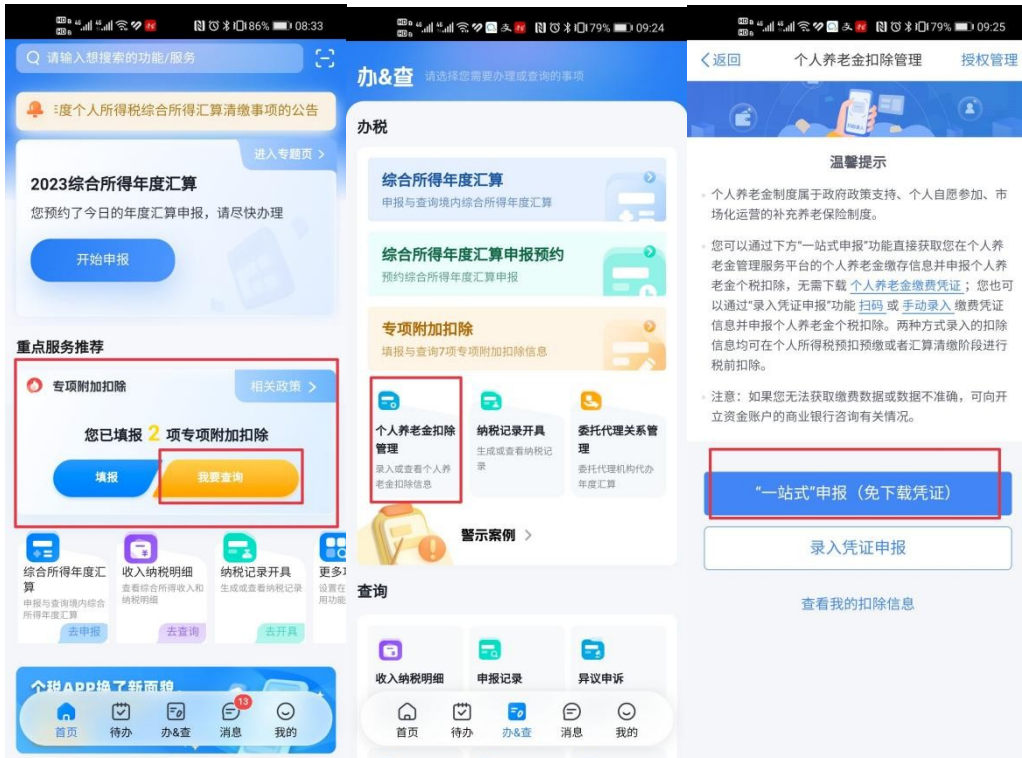 86% 08:33
请输入想搜索的功能/服务
度个人所得税综合所得汇算清缴事项的公告
进入专题页 >
2023综合所得年度汇算
您预约了今日的年度汇算申报，请尽快办理
开始申报
重点服务推荐
专项附加扣除
相关政策 >
您已填报 2 项专项附加扣除
填报
我要查询
综合所得年度汇算
申报与查询境内综合所得年度汇算
去申报
收入纳税明细
查看综合所得收入和纳税明细
去查询
纳税记录开具
生成或查看纳税记录
去开具
更多
设置在
用功能
个税APP换了新面貌
首页
待办
办&查
13
消息
我的
79% 09:24
办&查 请选择您需要办理或查询的事项
办税
综合所得年度汇算
申报与查询境内综合所得年度汇算
综合所得年度汇算申报预约
预约综合所得年度汇算申报
专项附加扣除
填报与查询7项专项附加扣除信息
个人养老金扣除
管理
录入或查看个人养
老金扣除信息
纳税记录开具
生成或查看纳税记
录
委托代理关系管
理
委托代理机构代办
年度汇算
警示案例 >
查询
收入纳税明细
申报记录
异议申诉
首页
待办
办&查
消息
我的
79% 09:25
返回
个人养老金扣除管理
授权管理
温馨提示
个人养老金制度属于政府政策支持、个人自愿参加、市
场化运营的补充养老保险制度。
您可以通过下方“一站式申报”功能直接获取您在个人养
老金管理服务平台的个人养老金缴存信息并申报个人养
老金个税扣除，无需下载 个人养老金缴费凭证 ；您也可
以通过“录入凭证申报”功能 扫码 或 手动录入 缴费凭证
信息并申报个人养老金个税扣除。两种方式录入的扣除
信息均可在个人所得税预扣预缴或者汇算清缴阶段进行
税前扣除。
注意：如果您无法获取缴费数据或数据不准确，可向开
立资金账户的商业银行咨询有关情况。
“一站式”申报（免下载凭证）
录入凭证申报
查看我的扣除信息